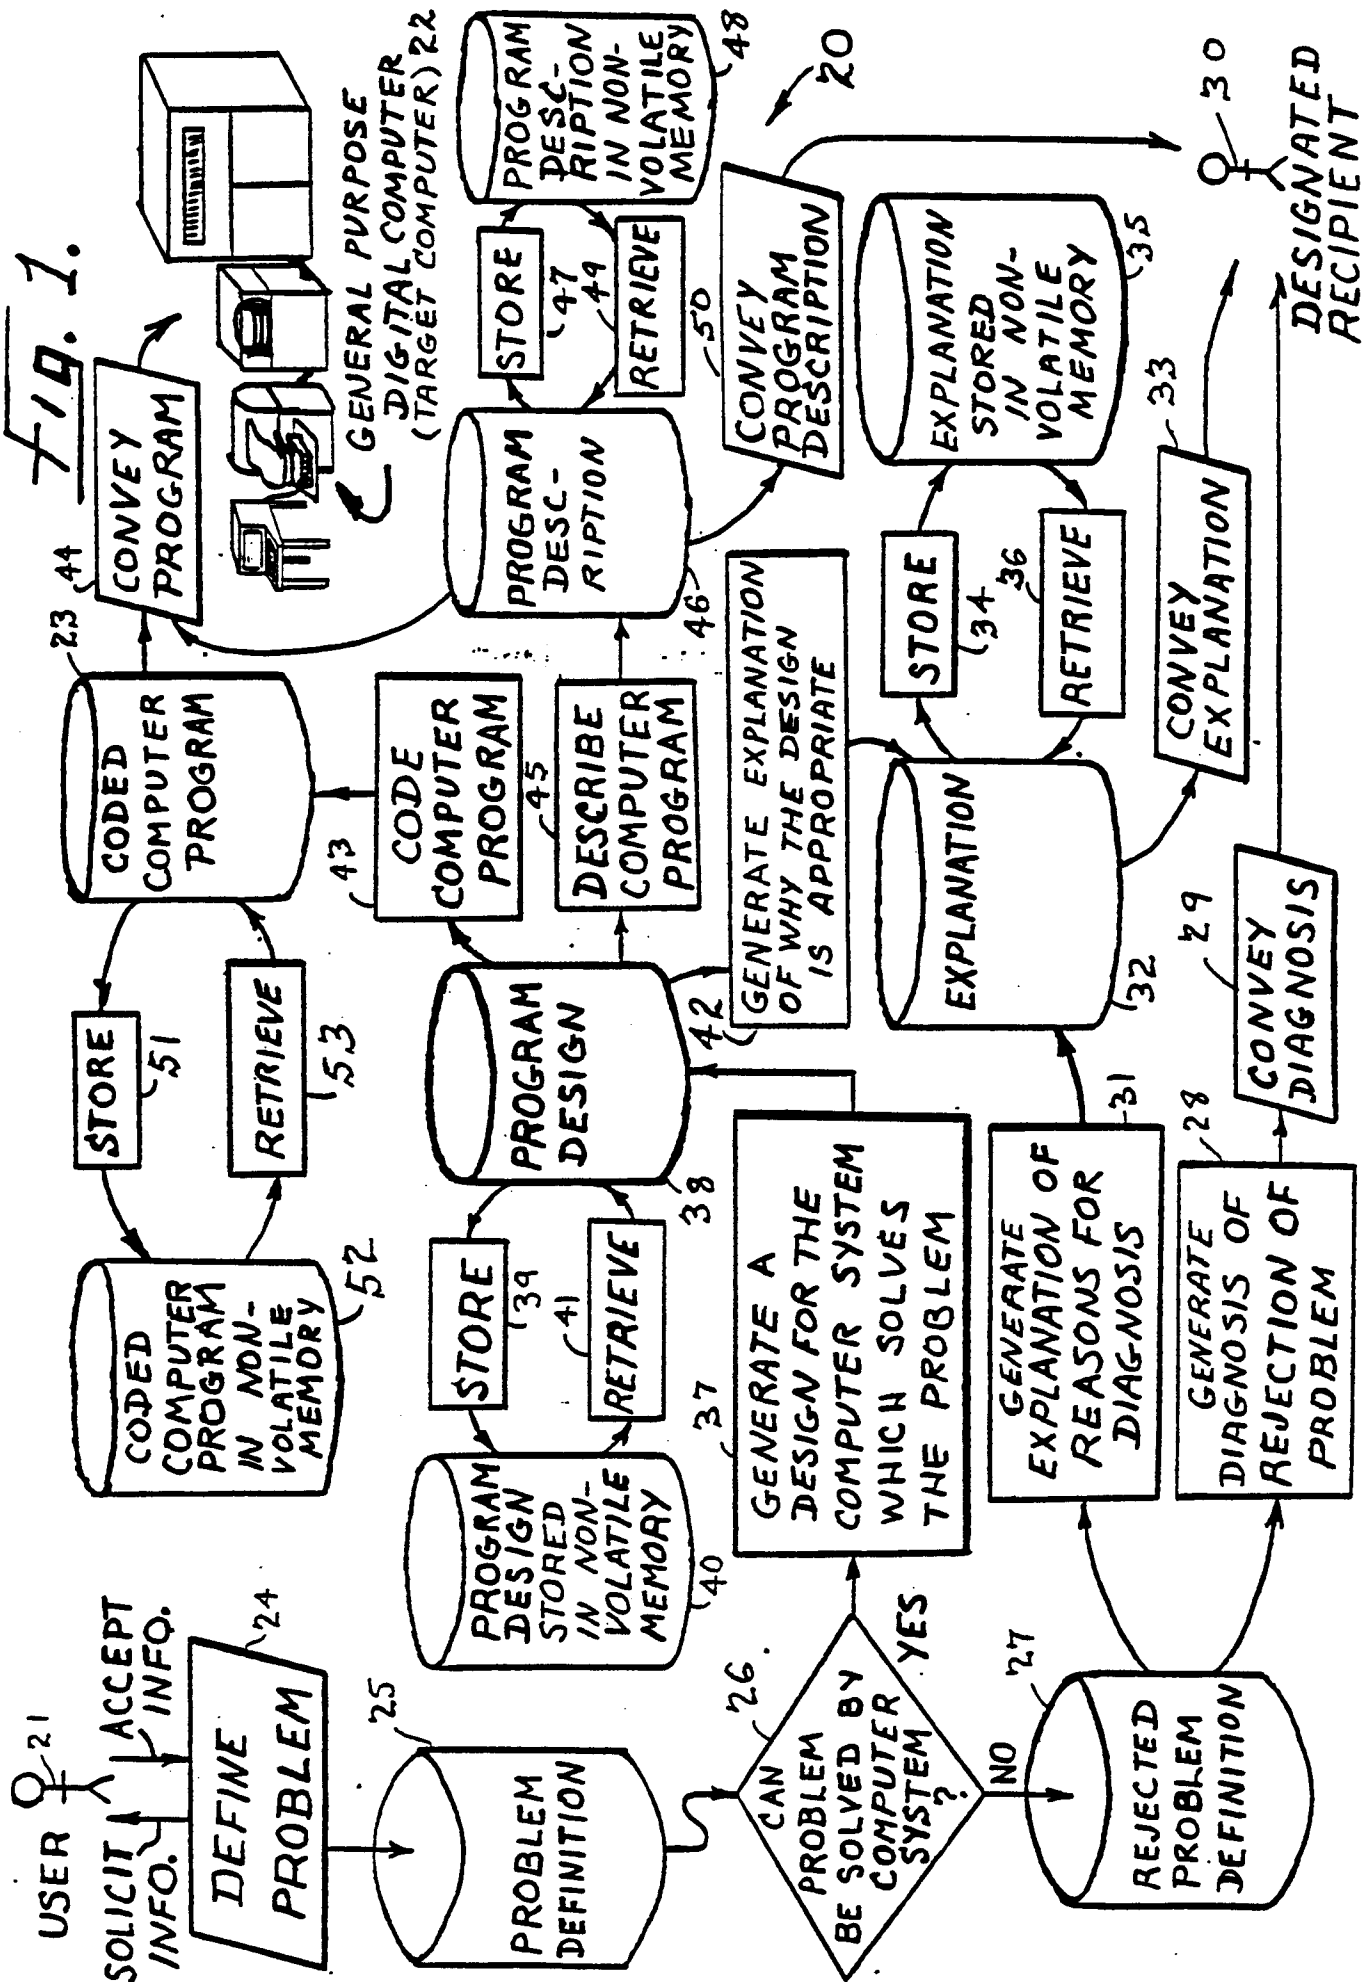 Fig. 1.
USER
21
SOLICIT
INFO.
ACCEPT
INFO.
DEFINE
PROBLEM
24
25
PROBLEM
DEFINITION
26
CAN
PROBLEM
BE SOLVED BY
COMPUTER
SYSTEM
?
YES
NO
27
REJECTED
PROBLEM
DEFINITION
CODED
COMPUTER
PROGRAM
IN NON-
VOLATILE
MEMORY
52
STORE
51
RETRIEVE
53
CODED
COMPUTER
PROGRAM
23
44
CONVEY
PROGRAM
GENERAL PURPOSE
DIGITAL COMPUTER
(TARGET COMPUTER) 22
PROGRAM
DESIGN
STORED
IN NON-
VOLATILE
MEMORY
40
STORE
39
41
RETRIEVE
PROGRAM
DESIGN
38
43
CODE
COMPUTER
PROGRAM
45
DESCRIBE
COMPUTER
PROGRAM
PROGRAM
DESC-
RIPTION
46
STORE
47
49
RETRIEVE
PROGRAM
DESC-
RIPTION
IN NON-
VOLATILE
MEMORY
48
50
CONVEY
PROGRAM
DESCRIPTION
20
37
GENERATE A
DESIGN FOR THE
COMPUTER SYSTEM
WHICH SOLVES
THE PROBLEM
42
GENERATE EXPLANATION
OF WHY THE DESIGN
IS APPROPRIATE
EXPLANATION
32
STORE
34
36
RETRIEVE
EXPLANATION
STORED
IN NON-
VOLATILE
MEMORY
35
GENERATE
EXPLANATION OF
REASONS FOR
DIAGNOSIS
31
CONVEY
EXPLANATION
33
GENERATE
DIAGNOSIS OF
REJECTION OF
PROBLEM
28
29
CONVEY
DIAGNOSIS
30
DESIGNATED
RECIPIENT